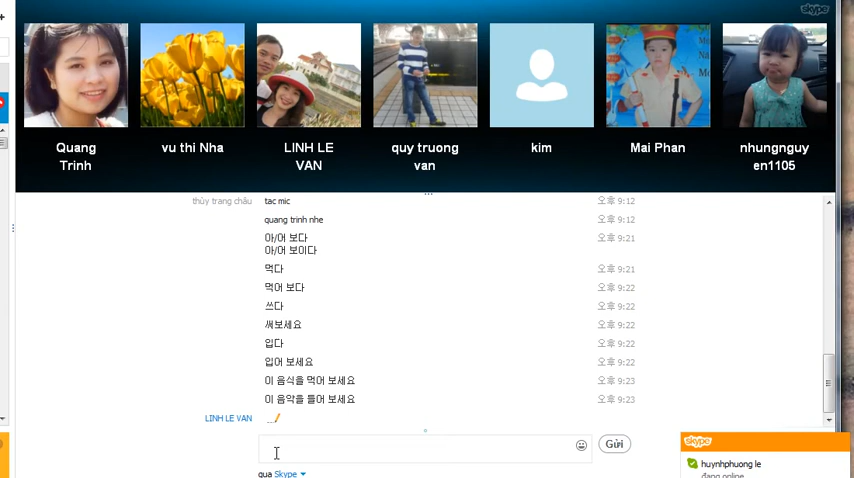 skype
Quang
Trinh
vu thi Nha
LINH LE
VAN
quy truong
van
kim
Mai Phan
nhungnguy
en1105
thùy trang châu tac mic 오후 9:12
quang trinh nhe 오후 9:12
아/어 보다 오후 9:21
아/어 보이다
먹다 오후 9:21
먹어 보다 오후 9:22
쓰다 오후 9:22
써보세요 오후 9:22
입다 오후 9:22
입어 보세요 오후 9:22
이 음식을 먹어 보세요 오후 9:23
이 음악을 틀어 보세요 오후 9:23
LINH LE VAN ...
Gửi
qua Skype
skype
huynhphuong le
đang online